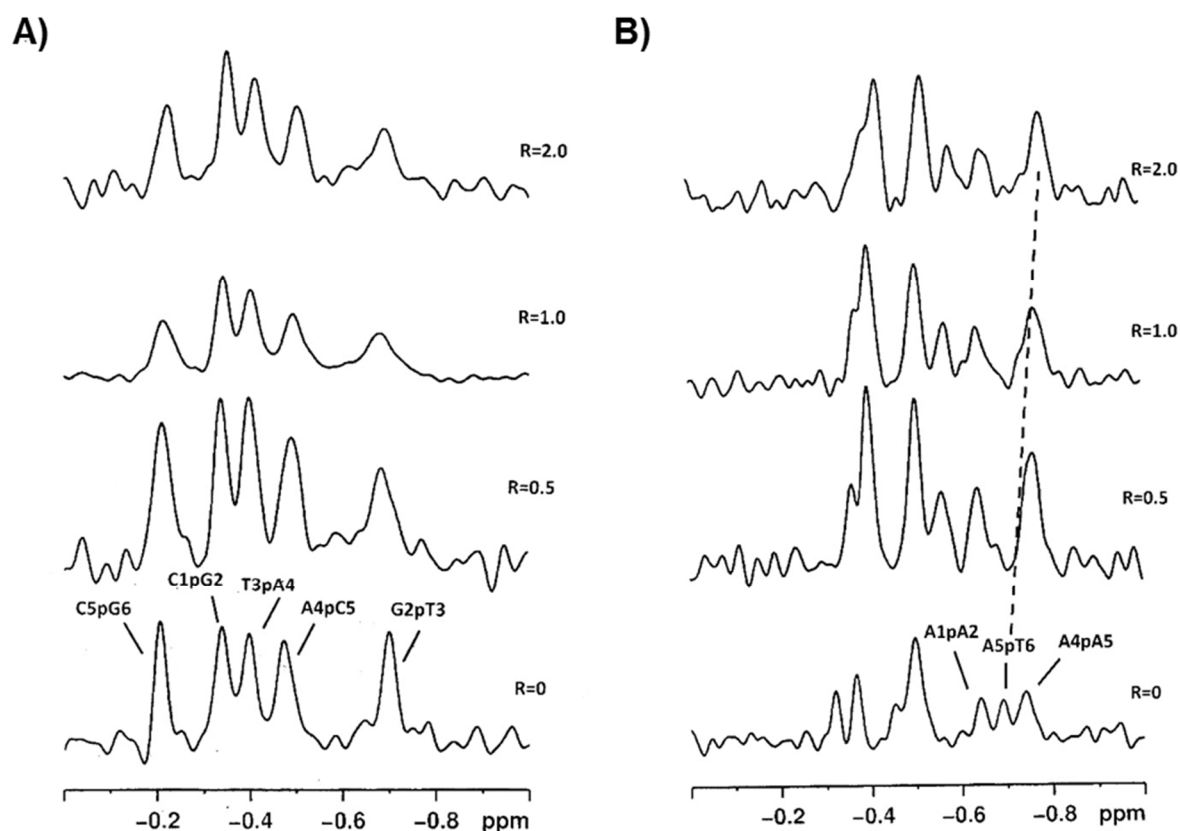 A)
R=2.0
R=1.0
R=0.5
C1pG2
T3pA4
C5pG6
A4pC5
G2pT3
R=0
−0.2 −0.4 −0.6 −0.8 ppm
B)
R=2.0
R=1.0
R=0.5
A1pA2
A5pT6
A4pA5
R=0
−0.2 −0.4 −0.6 −0.8 ppm